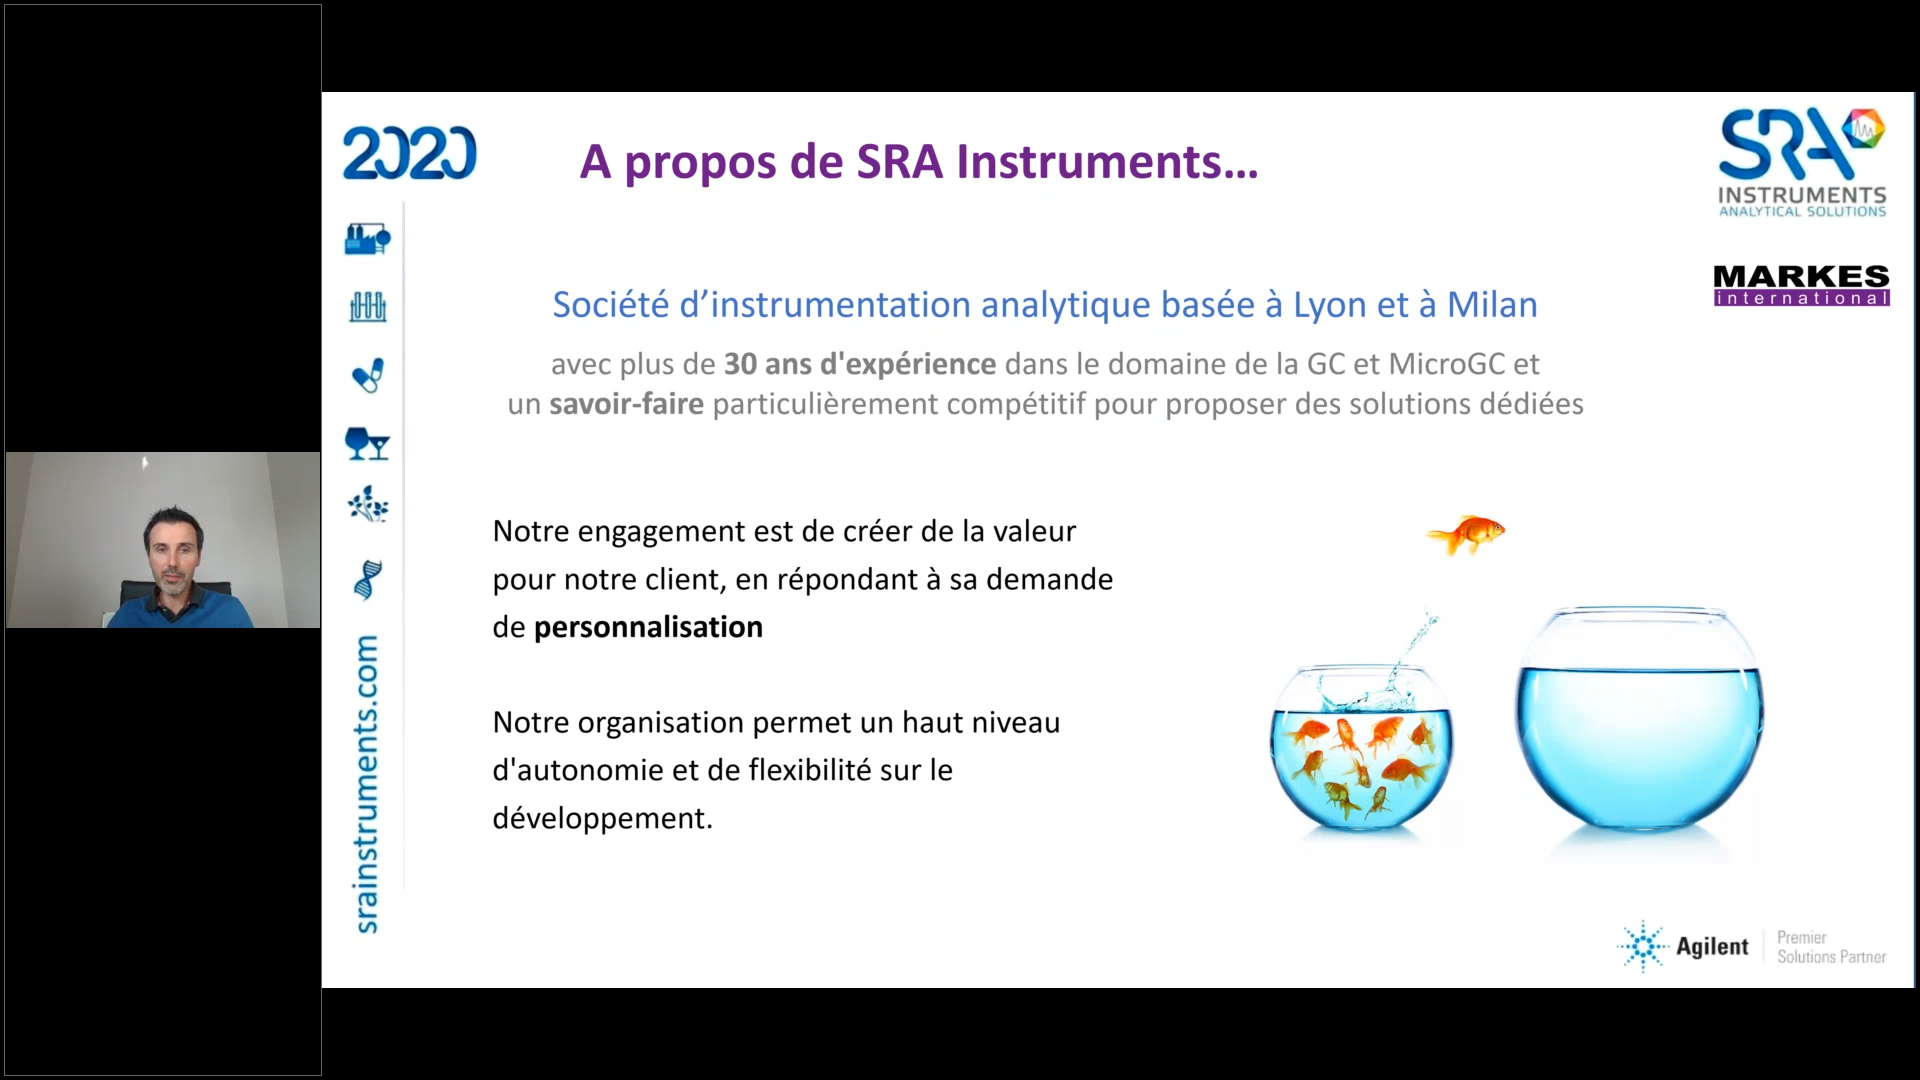 2020
A propos de SRA Instruments...
SRA
INSTRUMENTS
ANALYTICAL SOLUTIONS
MARKES
international
Société d’instrumentation analytique basée à Lyon et à Milan
avec plus de 30 ans d'expérience dans le domaine de la GC et MicroGC et
un savoir-faire particulièrement compétitif pour proposer des solutions dédiées
Notre engagement est de créer de la valeur
pour notre client, en répondant à sa demande
de personnalisation
Notre organisation permet un haut niveau
d'autonomie et de flexibilité sur le
développement.
srainstruments.com
Agilent
Premier
Solutions Partner